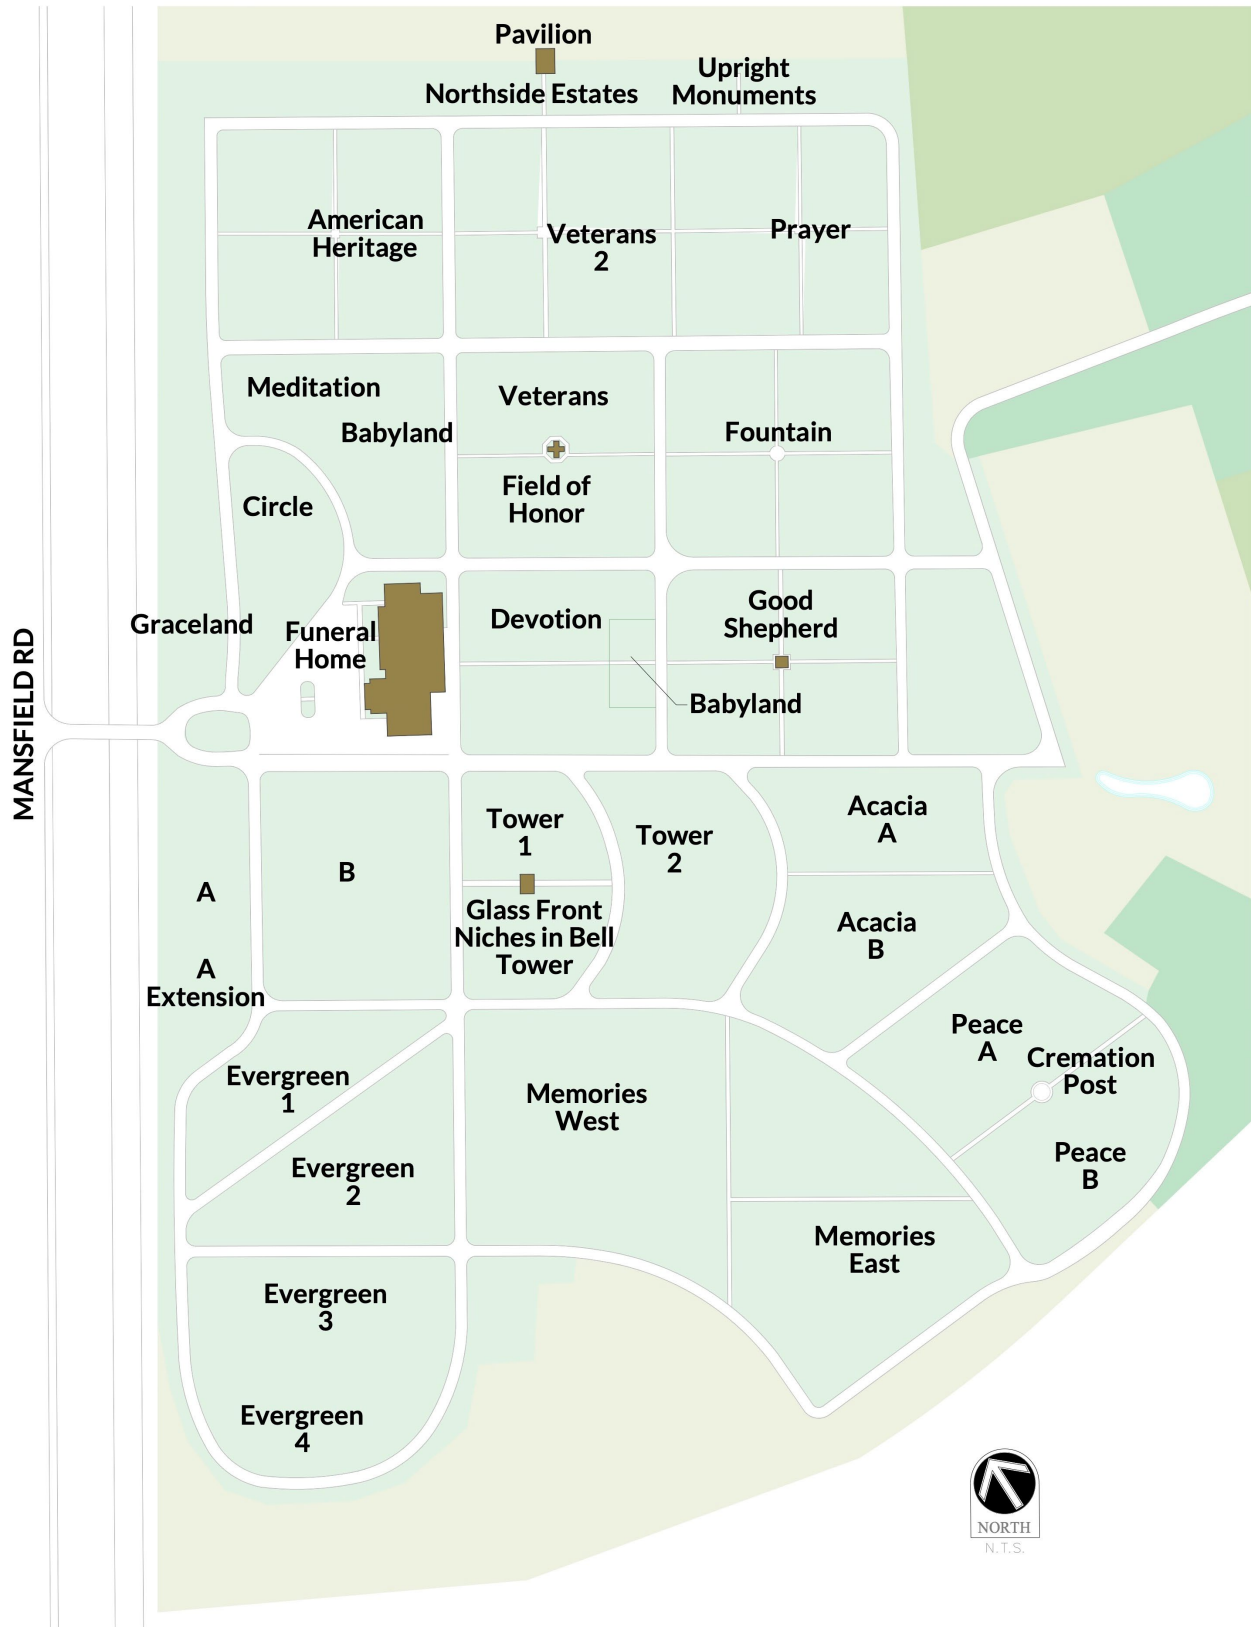 Pavilion
Northside Estates
Upright
Monuments
American
Heritage
Veterans
2
Prayer
Meditation
Babyland
Veterans
Fountain
Circle
Field of
Honor
Graceland
Funeral
Home
Devotion
Good
Shepherd
Babyland
MANSFIELD RD
A
B
Tower
1
Tower
2
Acacia
A
Glass Front
Niches in Bell
Tower
Acacia
B
A
Extension
Evergreen
1
Memories
West
Peace
A
Cremation
Post
Evergreen
2
Peace
B
Memories
East
Evergreen
3
Evergreen
4
NORTH
N.T.S.